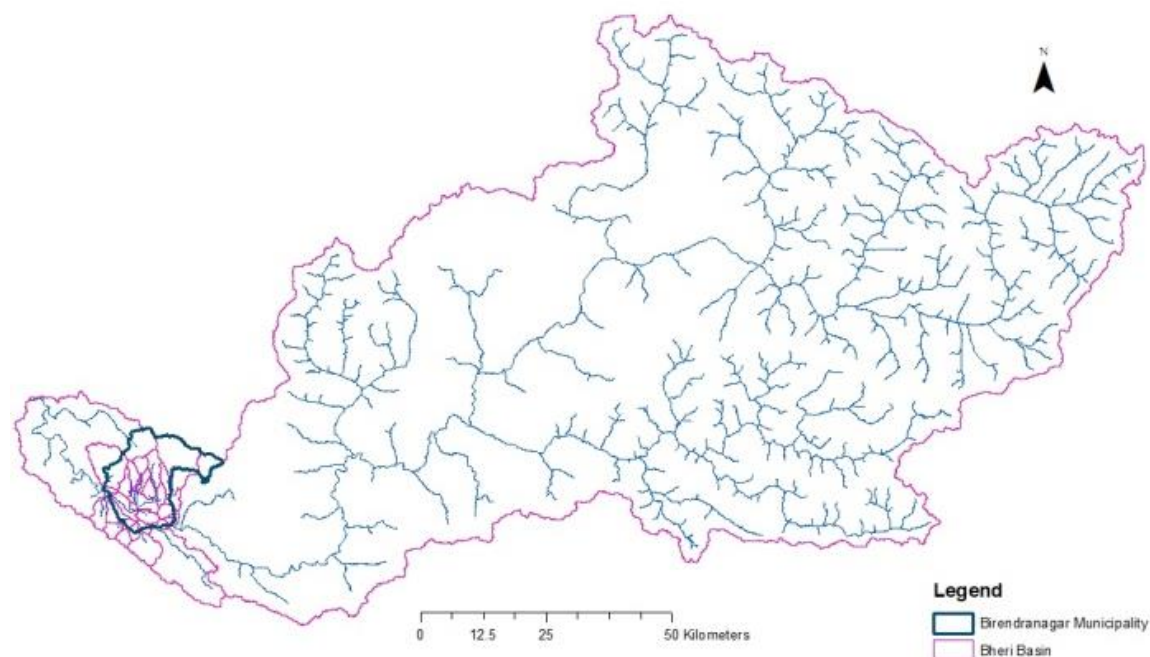 N
0 12.5 25 50 Kilometers
Legend
Birendranagar Municipality
Bheri Basin